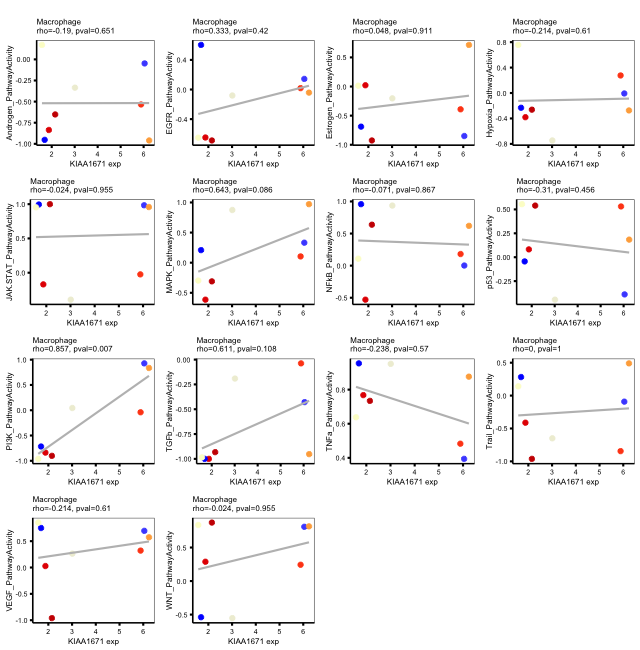 Macrophage
rho=-0.19, pval=0.651
Androgen_PathwayActivity
0.00
-0.25
-0.50
-0.75
-1.00
2 3 4 5 6
KIAA1671 exp
Macrophage
rho=0.333, pval=0.42
EGFR_PathwayActivity
0.4
0.0
-0.4
2 3 4 5 6
KIAA1671 exp
Macrophage
rho=0.048, pval=0.911
Estrogen_PathwayActivity
0.5
0.0
-0.5
-1.0
2 3 4 5 6
KIAA1671 exp
Macrophage
rho=-0.214, pval=0.61
Hypoxia_PathwayActivity
0.8
0.4
0.0
-0.4
-0.8
2 3 4 5 6
KIAA1671 exp
Macrophage
rho=-0.024, pval=0.955
JAK.STAT_PathwayActivity
1.0
0.5
0.0
2 3 4 5 6
KIAA1671 exp
Macrophage
rho=0.643, pval=0.086
MAPK_PathwayActivity
1.0
0.5
0.0
-0.5
2 3 4 5 6
KIAA1671 exp
Macrophage
rho=-0.071, pval=0.867
NFkB_PathwayActivity
1.0
0.5
0.0
-0.5
2 3 4 5 6
KIAA1671 exp
Macrophage
rho=-0.31, pval=0.456
p53_PathwayActivity
0.50
0.25
0.00
-0.25
2 3 4 5 6
KIAA1671 exp
Macrophage
rho=0.857, pval=0.007
PI3K_PathwayActivity
1.0
0.5
0.0
-0.5
-1.0
2 3 4 5 6
KIAA1671 exp
Macrophage
rho=0.611, pval=0.108
TGFb_PathwayActivity
0.00
-0.25
-0.50
-0.75
-1.00
2 3 4 5 6
KIAA1671 exp
Macrophage
rho=-0.238, pval=0.57
TNFa_PathwayActivity
0.8
0.6
0.4
2 3 4 5 6
KIAA1671 exp
Macrophage
rho=0, pval=1
Trail_PathwayActivity
0.5
0.0
-0.5
-1.0
2 3 4 5 6
KIAA1671 exp
Macrophage
rho=-0.214, pval=0.61
VEGF_PathwayActivity
0.5
0.0
-0.5
-1.0
2 3 4 5 6
KIAA1671 exp
Macrophage
rho=-0.024, pval=0.955
WNT_PathwayActivity
0.5
0.0
-0.5
2 3 4 5 6
KIAA1671 exp